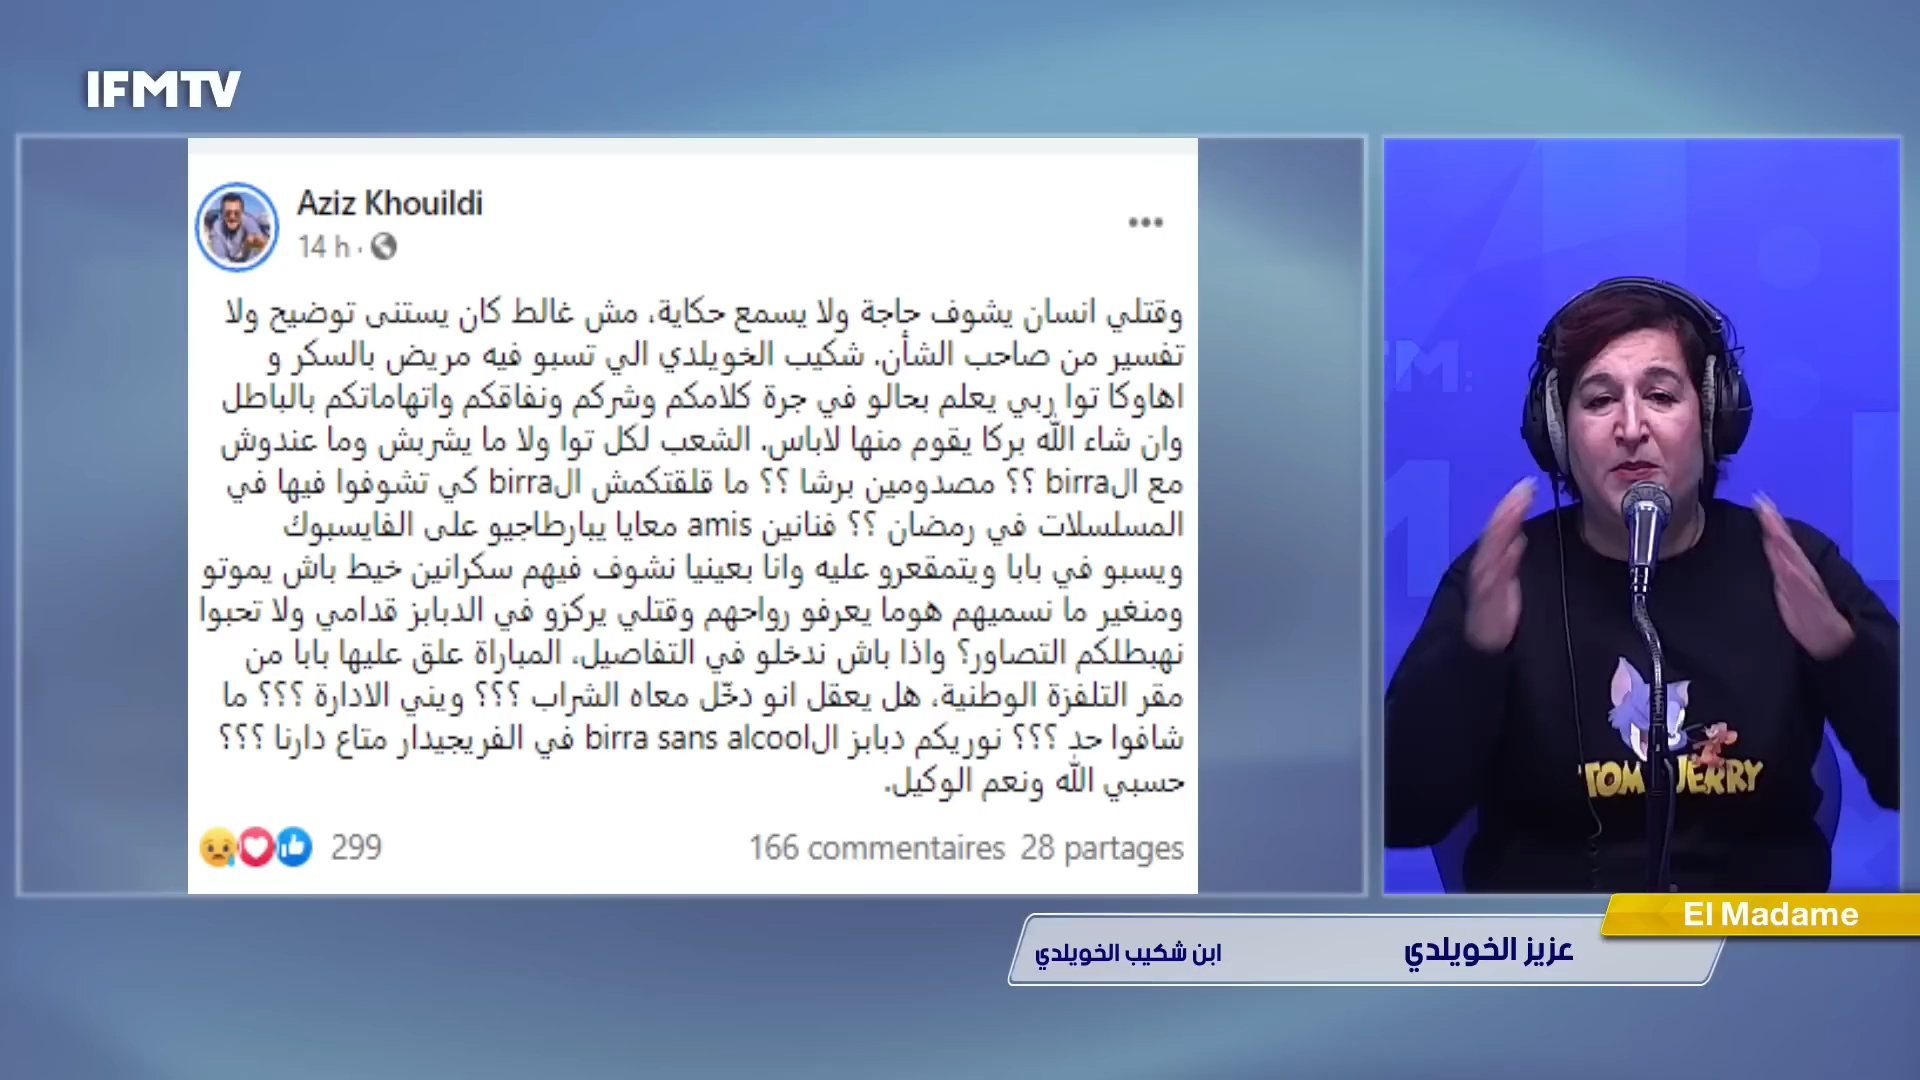 IFMTV
Aziz Khouildi
14 h ·
وقتلي انسان يشوف حاجة ولا يسمع حكاية، مش غالط كان يستنى توضيح ولا
تفسير من صاحب الشأن. شكيب الخويلدي الي تسبو فيه مريض بالسكر و
اهاوكا توا ربي يعلم بحالو في جرة كلامكم وشركم ونفاقكم واتهاماتكم بالباطل
وان شاء الله بركا يقوم منها لاباس. الشعب لكل توا ولا ما يشربش وما عندوش
مع الbirra ؟؟ مصدومين برشا ؟؟ ما قلقتكمش الbirra كي تشوفوا فيها في
المسلسلات في رمضان ؟؟ فنانين amis معايا يبارطاجيو على الفايسبوك
ويسبو في بابا ويتمقعرو عليه وانا بعينيا نشوف فيهم سكرانين خيط باش يموتو
ومنغير ما نسميهم هوما يعرفو رواحهم وقتلي يركزو في الدبابز قدامي ولا تحبوا
نهبطلكم التصاور؟ واذا باش ندخلو في التفاصيل، المباراة علق عليها بابا من
مقر التلفزة الوطنية، هل يعقل انو دخّل معاه الشراب ؟؟؟ ويني الادارة ؟؟؟ ما
شافوا حد ؟؟؟ نوريكم دبابز الbirra sans alcool في الفريجيدار متاع دارنا ؟؟؟
حسبي الله ونعم الوكيل.
299
166 commentaires 28 partages
TOM JERRY
El Madame
عزيز الخويلدي
ابن شكيب الخويلدي